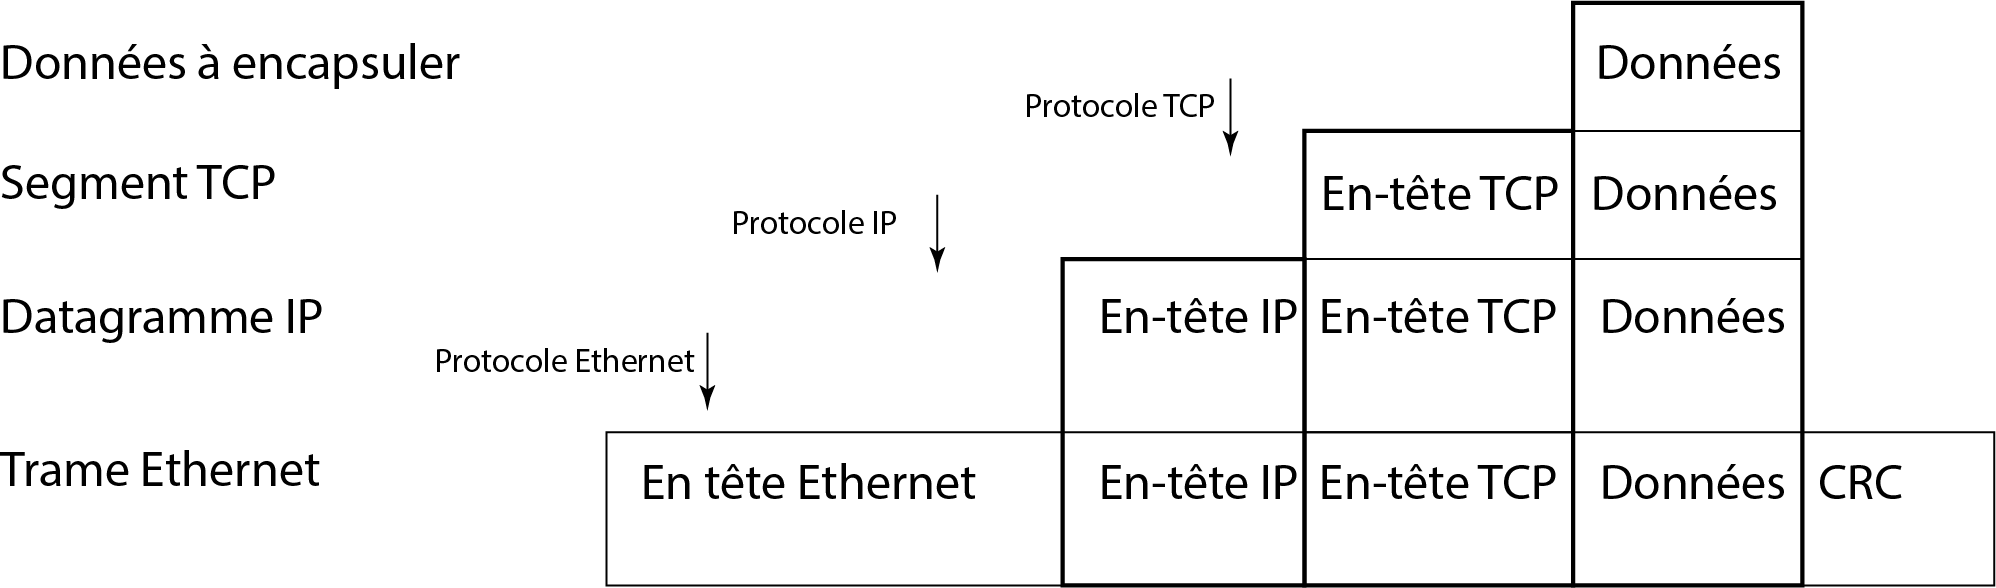 Données à encapsuler
Données
Protocole TCP
Segment TCP
En-tête TCP Données
Protocole IP
Datagramme IP
En-tête IP En-tête TCP Données
Protocole Ethernet
Trame Ethernet
En tête Ethernet En-tête IP En-tête TCP Données CRC